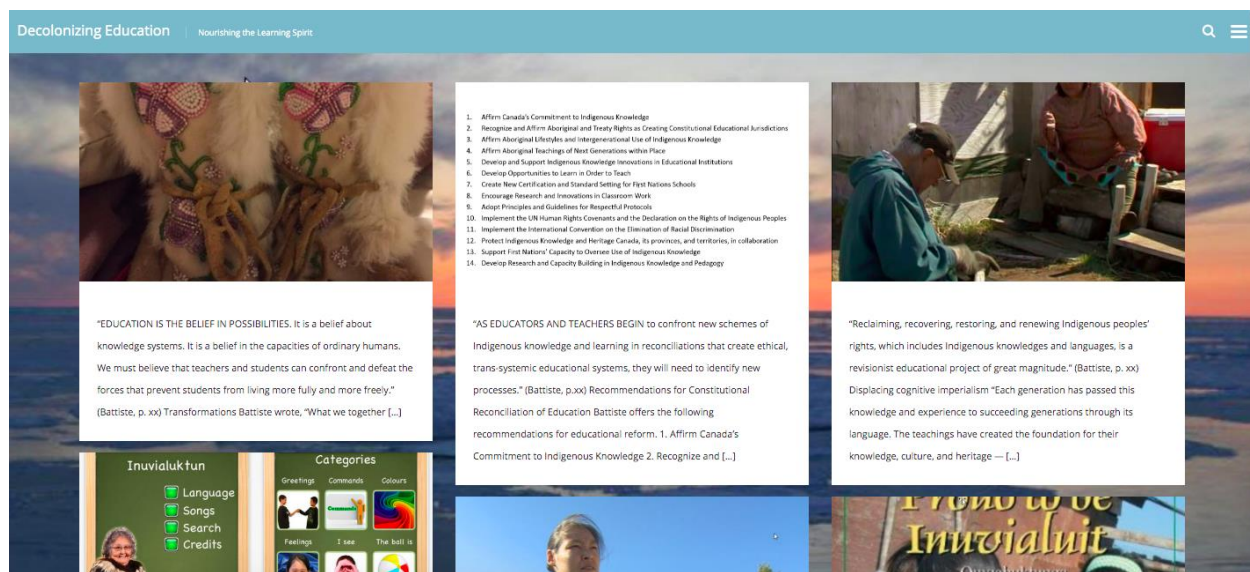 Decolonizing Education
Nourishing the Learning Spirit
1. Affirm Canada's Commitment to Indigenous Knowledge
2. Recognize and Affirm Aboriginal and Treaty Rights as Creating Constitutional Educational Jurisdictions
3. Affirm Aboriginal Lifestyles and Intergenerational Use of Indigenous Knowledge
4. Affirm Aboriginal Teachings of Next Generations within Place
5. Develop and Support Indigenous Knowledge Innovations in Educational Institutions
6. Develop Opportunities to Learn in Order to Teach
7. Create New Certification and Standard Setting for First Nations Schools
8. Encourage Research and Innovations in Classroom Work
9. Adopt Principles and Guidelines for Respectful Protocols
10. Implement the UN Human Rights Covenants and the Declaration on the Rights of Indigenous Peoples
11. Implement the International Convention on the Elimination of Racial Discrimination
12. Protect Indigenous Knowledge and Heritage Canada, its provinces, and territories, in collaboration
13. Support First Nations' Capacity to Oversee Use of Indigenous Knowledge
14. Develop Research and Capacity Building in Indigenous Knowledge and Pedagogy
“EDUCATION IS THE BELIEF IN POSSIBILITIES. It is a belief about
knowledge systems. It is a belief in the capacities of ordinary humans.
We must believe that teachers and students can confront and defeat the
forces that prevent students from living more fully and more freely.”
(Battiste, p. xx) Transformations Battiste wrote, “What we together [...]
“AS EDUCATORS AND TEACHERS BEGIN to confront new schemes of
Indigenous knowledge and learning in reconciliations that create ethical,
trans-systemic educational systems, they will need to identify new
processes.” (Battiste, p.xx) Recommendations for Constitutional
Reconciliation of Education Battiste offers the following
recommendations for educational reform. 1. Affirm Canada’s
Commitment to Indigenous Knowledge 2. Recognize and [...]
“Reclaiming, recovering, restoring, and renewing Indigenous peoples’
rights, which includes Indigenous knowledges and languages, is a
revisionist educational project of great magnitude.” (Battiste, p. xx)
Displacing cognitive imperialism “Each generation has passed this
knowledge and experience to succeeding generations through its
language. The teachings have created the foundation for their
knowledge, culture, and heritage — [...]
Inuvialuktun
Language
Songs
Search
Credits
Categories
Greetings Commands Colours
Commands
Feelings I see The ball is
Proud to be
Inuvialuit